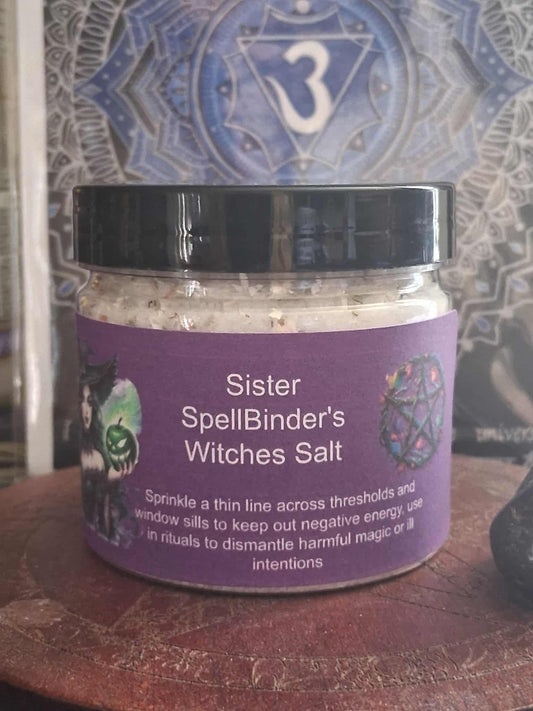 Sister
SpellBinder's
Witches Salt
Sprinkle a thin line across thresholds and
window sills to keep out negative energy, use
in rituals to dismantle harmful magic or ill
intentions